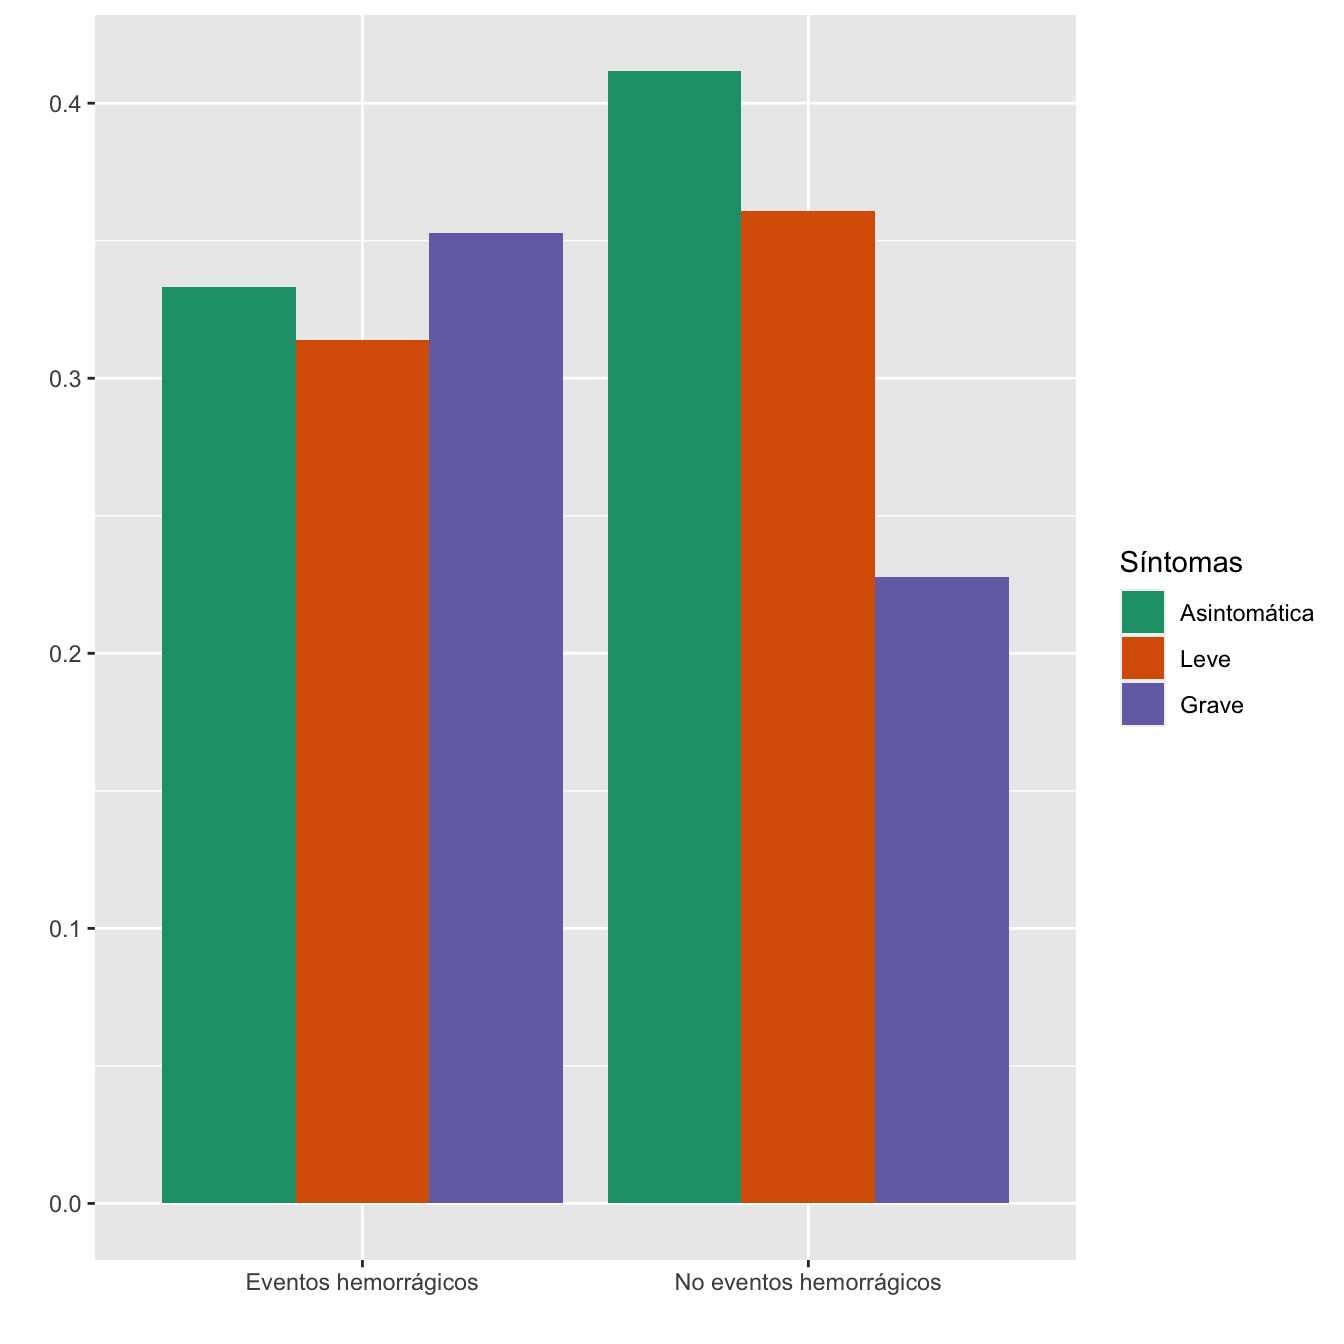 0.4
0.3
0.2
0.1
0.0
Eventos hemorrágicos
No eventos hemorrágicos
Síntomas
Asintomática
Leve
Grave